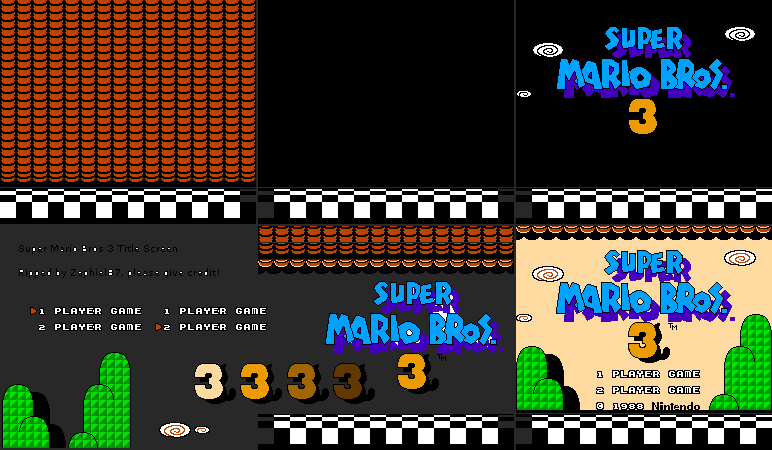 SUPER
MARIO BROS.
3
Super Mario Bros 3 Title Screen
Ripped by Zephiel87, please give credit!
1 PLAYER GAME 1 PLAYER GAME
2 PLAYER GAME 2 PLAYER GAME
3 3 3 3
SUPER
MARIO BROS.
3 TM
SUPER
MARIO BROS.
3 TM
1 PLAYER GAME
2 PLAYER GAME
© 1988 Nintendo